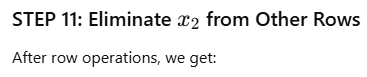 STEP 11: Eliminate x₂ from Other Rows
After row operations, we get: